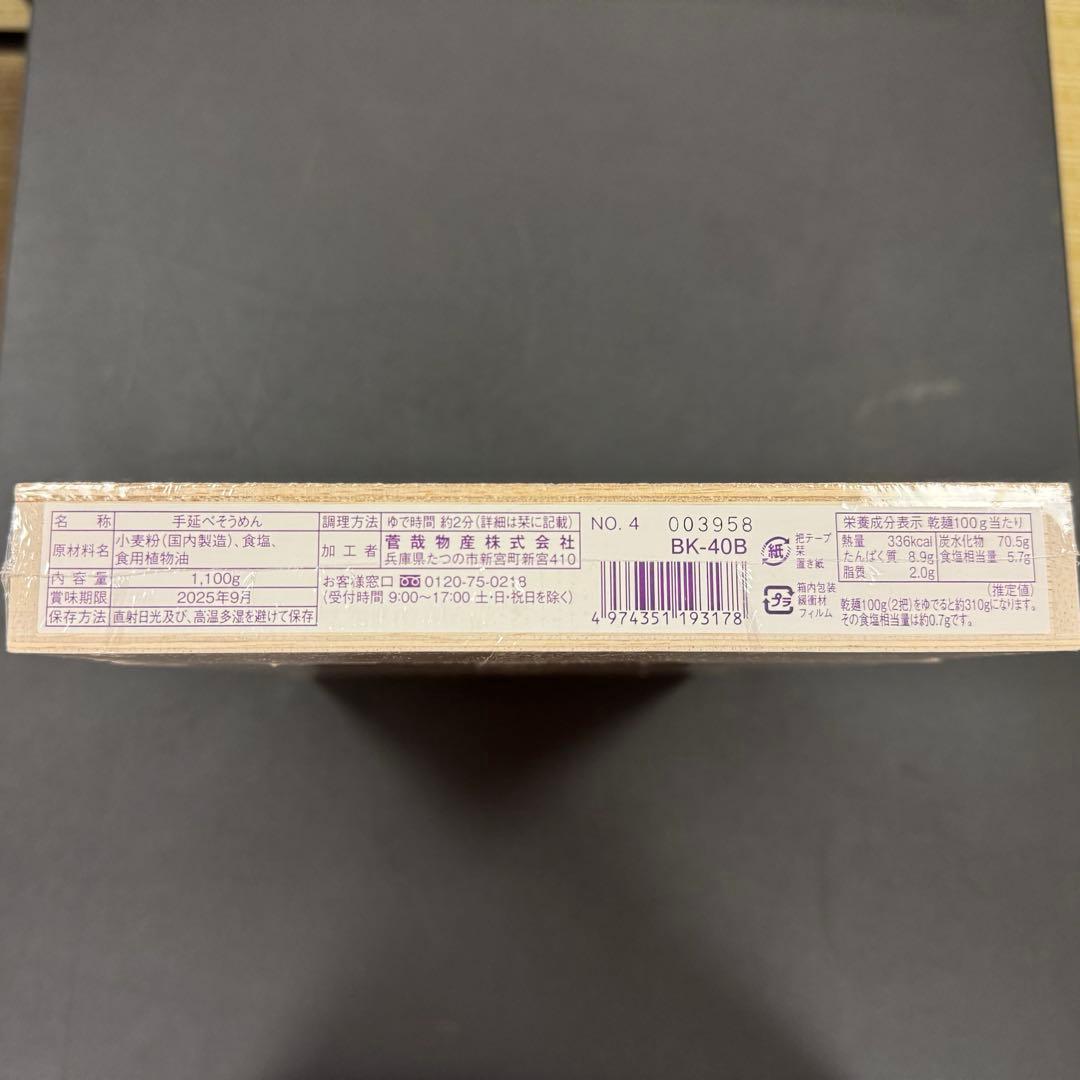 名 称 手延べそうめん
原材料名 小麦粉(国内製造)、食塩、
食用植物油
内容量 1,100g
賞味期限 2025年9月
保存方法 直射日光及び、高温多湿を避けて保存
調理方法 ゆで時間 約2分(詳細は栞に記載)
加工者 菅哉物産株式会社
兵庫県たつの市新宮町新宮410
お客様窓口 0120-75-0218
(受付時間 9:00〜17:00 土・日・祝日を除く)
NO. 4 003958
BK-40B
4 974351 193178
紙 把テープ
栞
置き紙
プラ 箱内包装
緩衝材
フィルム
栄養成分表示 乾麺100g当たり
熱量 336kcal 炭水化物 70.5g
たんぱく質 8.9g 食塩相当量 5.7g
脂質 2.0g
(推定値)
乾麺100g(2把)をゆでると約310gになります。
その食塩相当量は約0.7gです。